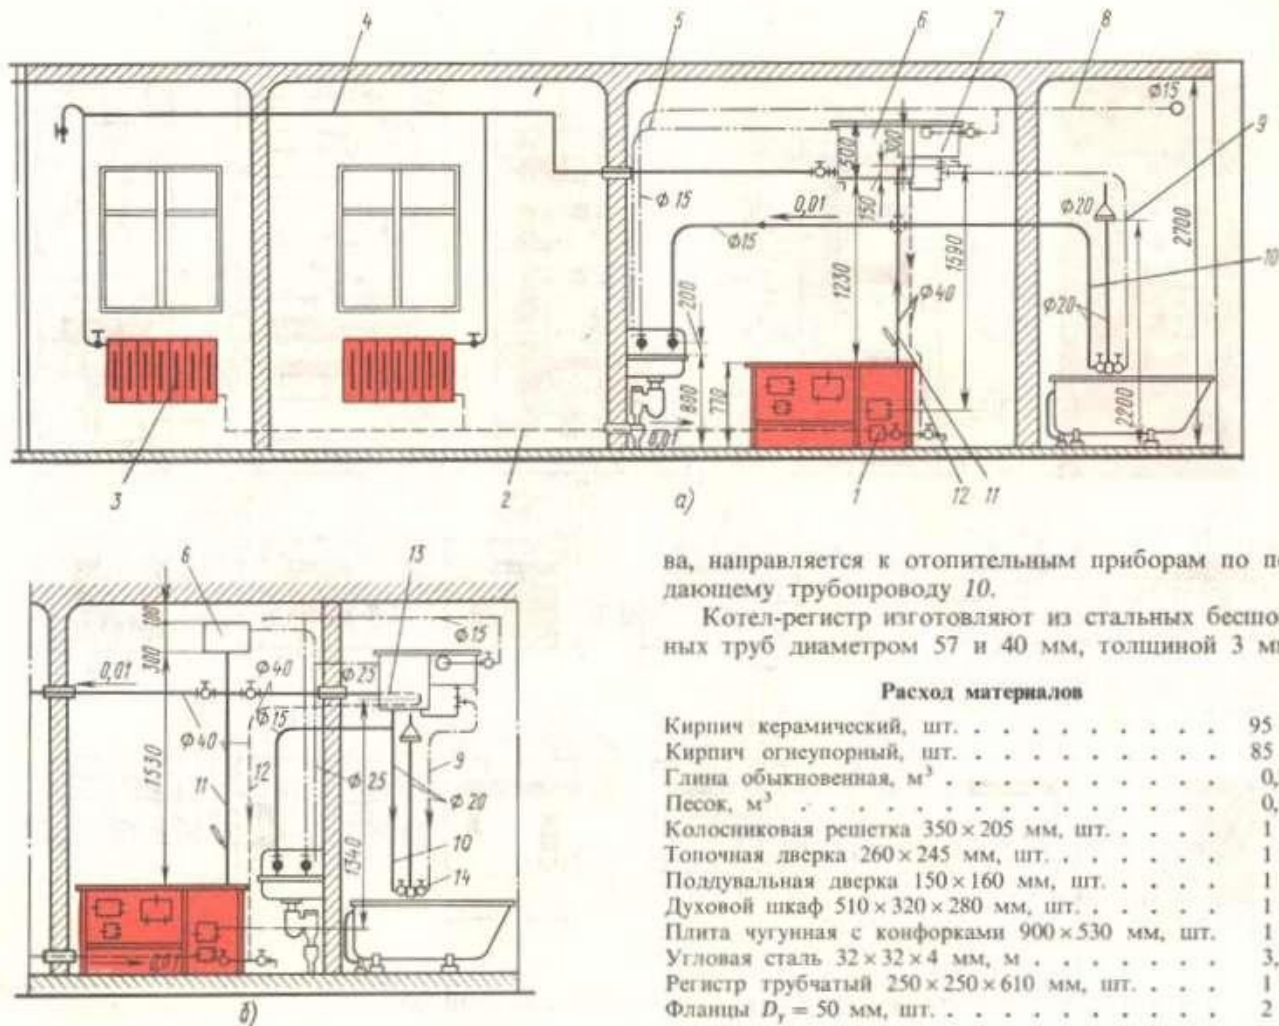 4
5
6
7
8
Ф15
9
500
300
150
Ф15
0,01
Ф15
Ф20
2700
1590
10
1230
Ф40
200
Ф20
800
770
2200
0,01
3
2
а)
1
12
11
6
13
100
300
Ф15
0,01
Ф40
Ф25
Ф15
Ф40
9
1530
11
12
Ф25
Ф20
1340
10
14
0,01
б)
ва, направляется к отопительным приборам по по
дающему трубопроводу 10.
Котел-регистр изготовляют из стальных бесшо
ных труб диаметром 57 и 40 мм, толщиной 3 м
Расход материалов
Кирпич керамический, шт. . . . . . . . . . 95
Кирпич огнеупорный, шт. . . . . . . . . . 85
Глина обыкновенная, м³ . . . . . . . . . . 0,
Песок, м³ . . . . . . . . . . . . . . . . 0,
Колосниковая решетка 350×205 мм, шт. . . . . 1
Топочная дверка 260×245 мм, шт. . . . . . . 1
Поддувальная дверка 150×160 мм, шт. . . . . 1
Духовой шкаф 510×320×280 мм, шт. . . . . . 1
Плита чугунная с конфорками 900×530 мм, шт. 1
Угловая сталь 32×32×4 мм, м . . . . . . . . 3,
Регистр трубчатый 250×250×610 мм, шт. . . . 1
Фланцы Dу = 50 мм, шт. . . . . . . . . . . 2